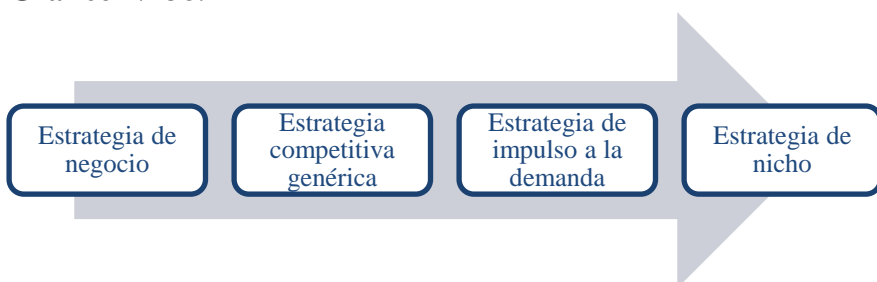 Estrategia de
negocio
Estrategia
competitiva
genérica
Estrategia de
impulso a la
demanda
Estrategia de
nicho